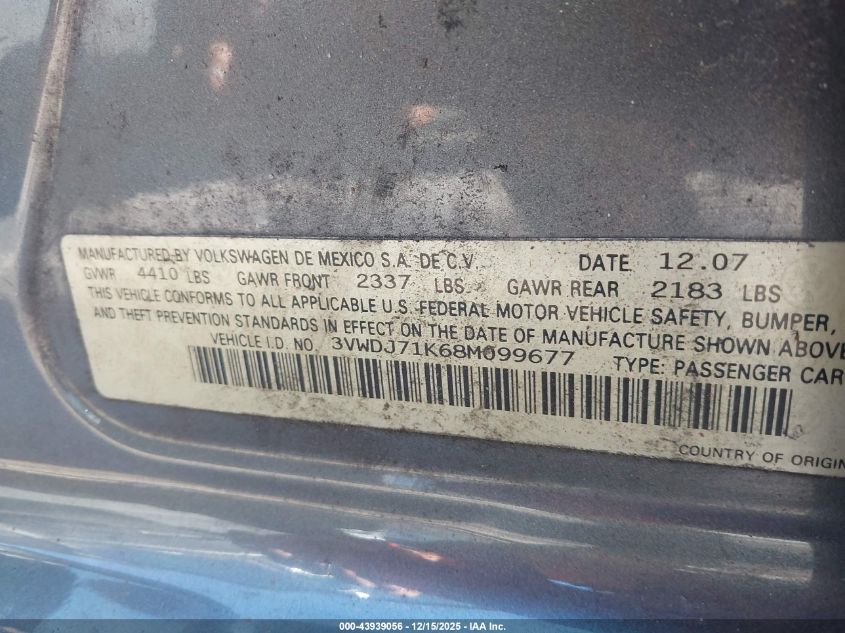 MANUFACTURED BY VOLKSWAGEN DE MEXICO S.A. DE C.V. DATE 12.07
GVWR 4410 LBS GAWR FRONT 2337 LBS GAWR REAR 2183 LBS
THIS VEHICLE CONFORMS TO ALL APPLICABLE U.S. FEDERAL MOTOR VEHICLE SAFETY, BUMPER,
AND THEFT PREVENTION STANDARDS IN EFFECT ON THE DATE OF MANUFACTURE SHOWN ABOVE
VEHICLE I.D. NO. 3VWDJ71K68M099677 TYPE: PASSENGER CAR
COUNTRY OF ORIGIN
000-43939056 - 12/15/2025 - IAA Inc.